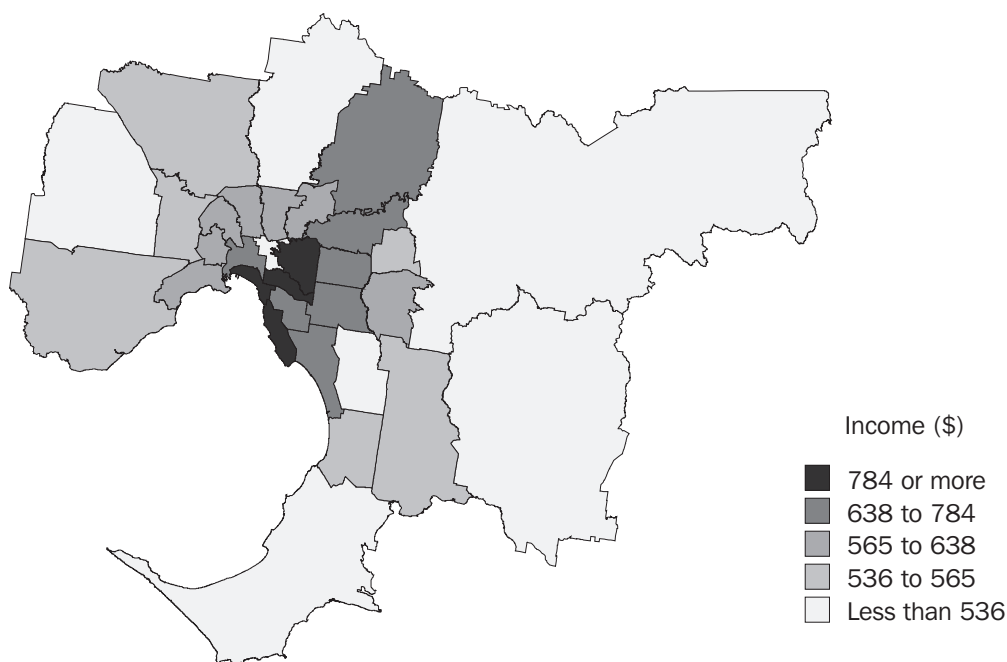 Income ($)
784 or more
638 to 784
565 to 638
536 to 565
Less than 536